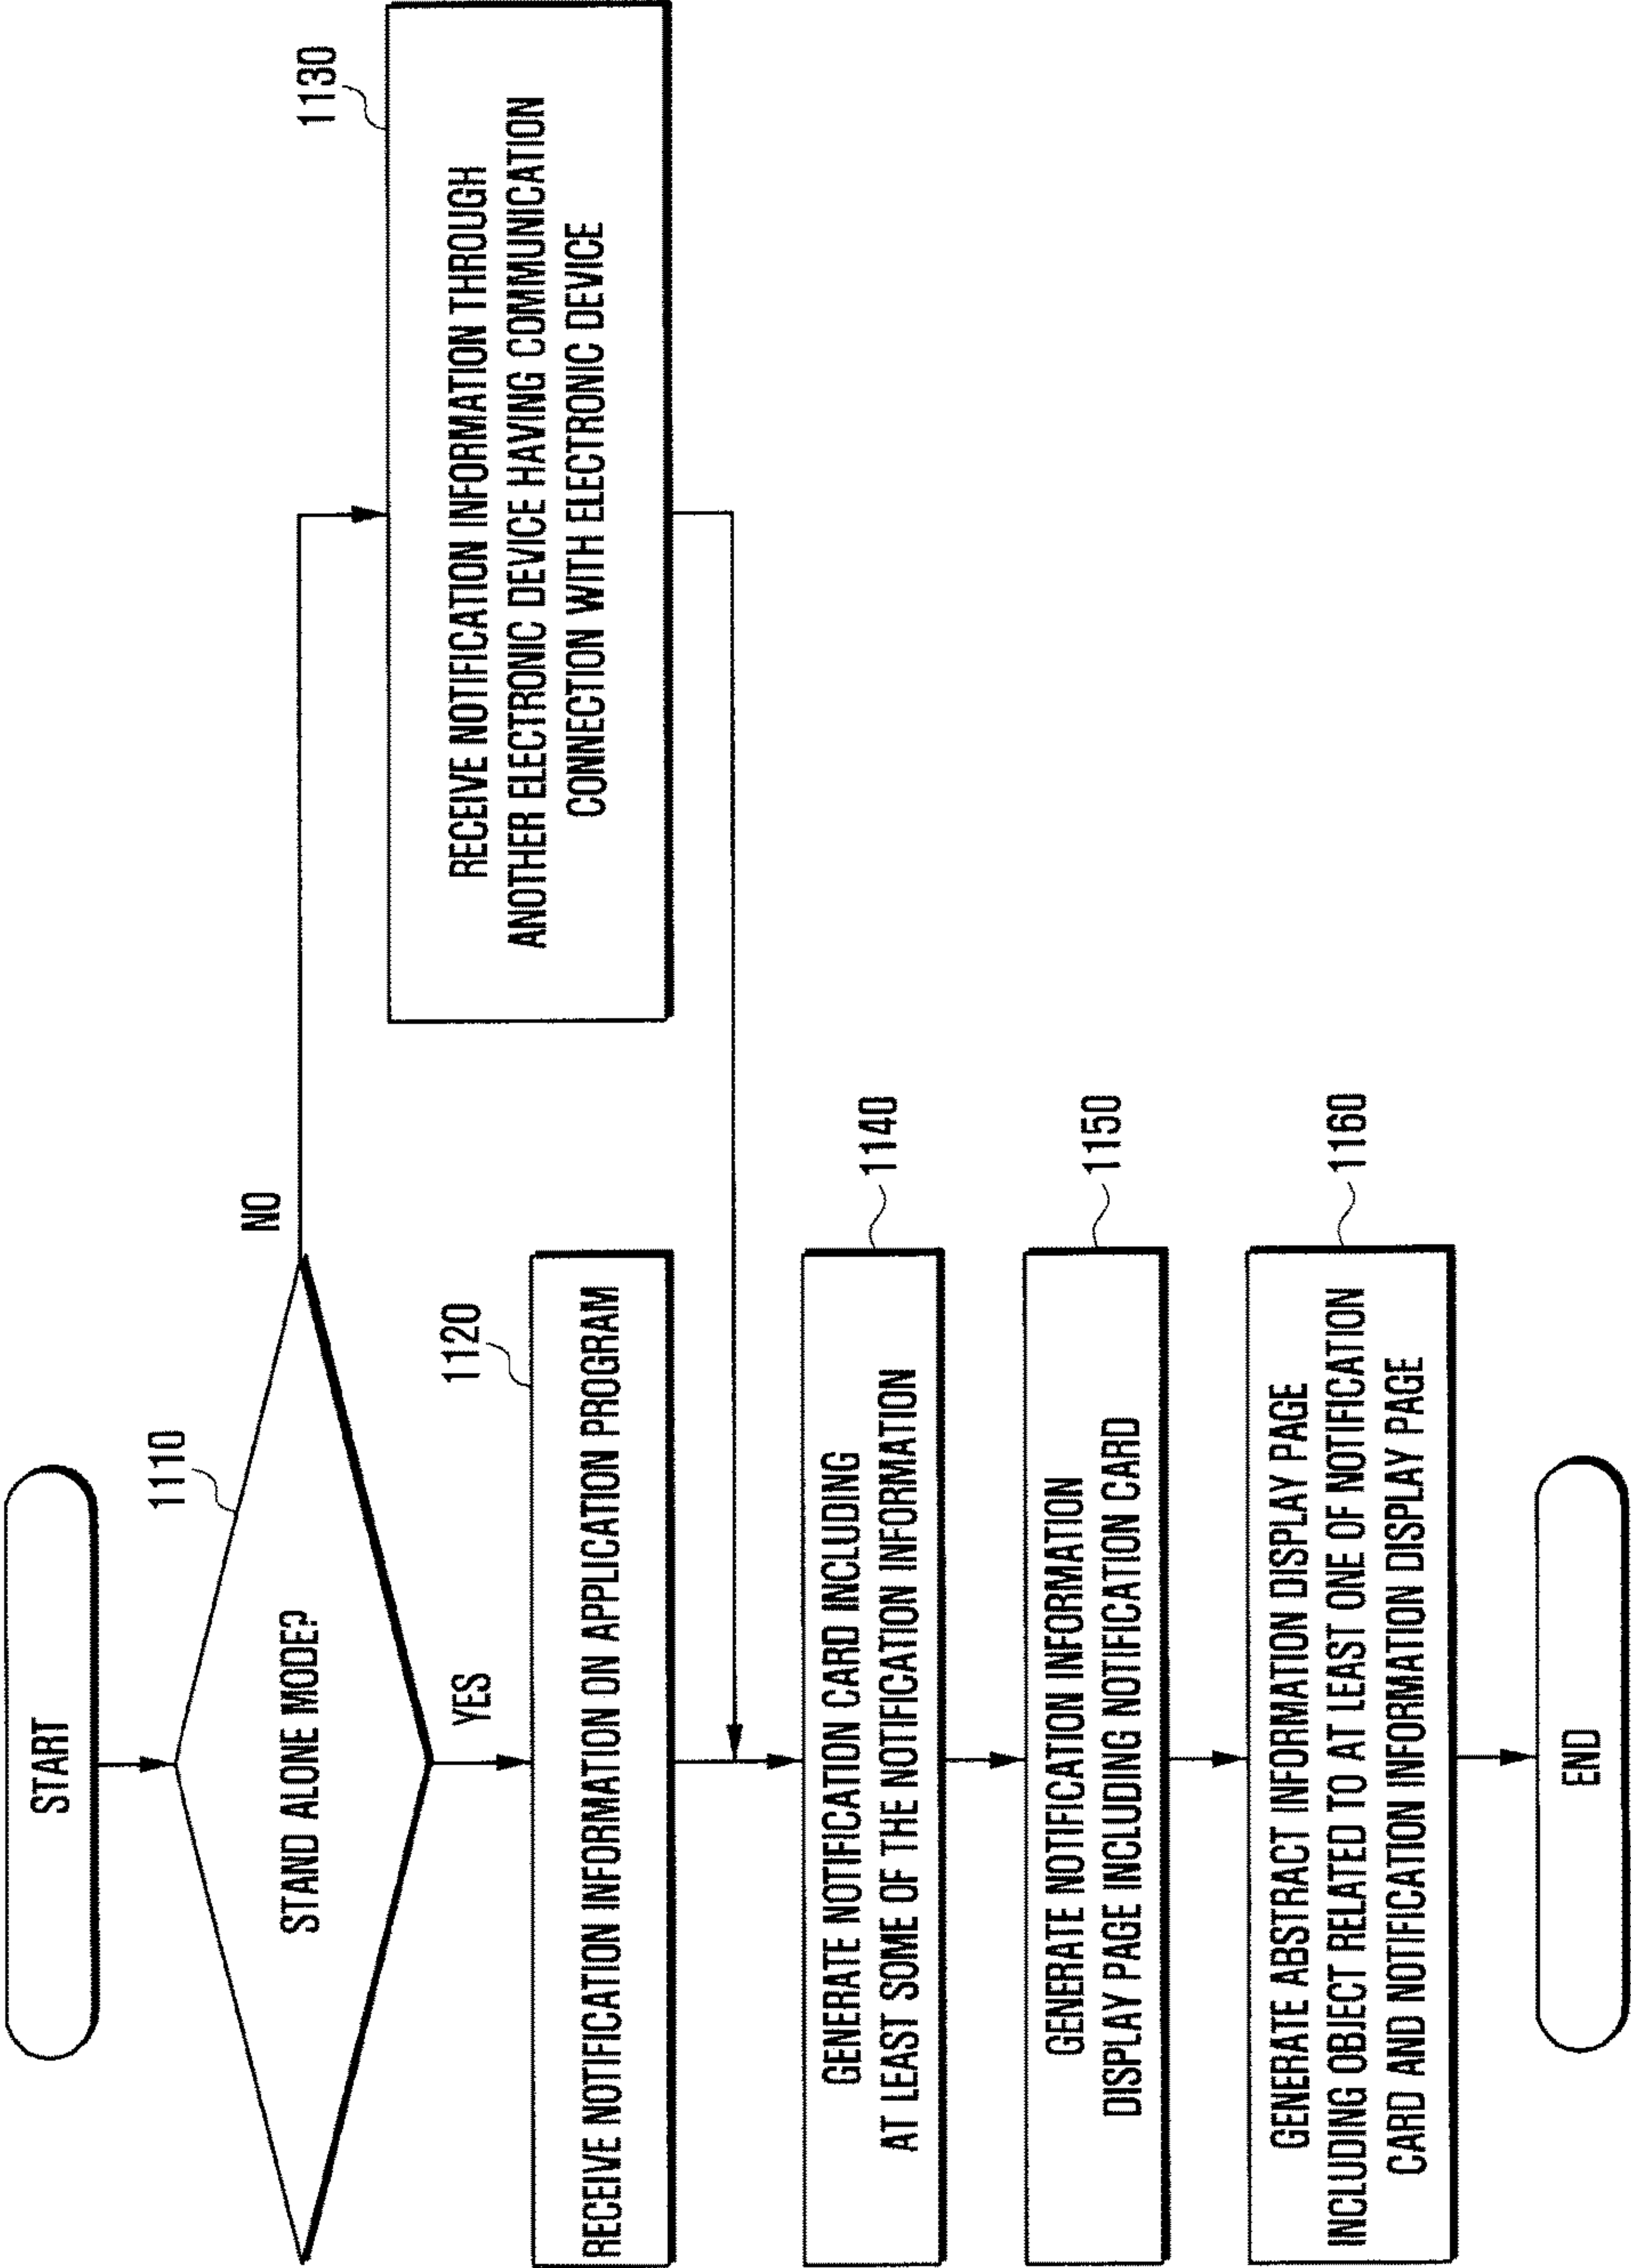 START
1110
STAND ALONE MODE?
NO
YES
1120
RECEIVE NOTIFICATION INFORMATION ON APPLICATION PROGRAM
1130
RECEIVE NOTIFICATION INFORMATION THROUGH
ANOTHER ELECTRONIC DEVICE HAVING COMMUNICATION
CONNECTION WITH ELECTRONIC DEVICE
1140
GENERATE NOTIFICATION CARD INCLUDING
AT LEAST SOME OF THE NOTIFICATION INFORMATION
1150
GENERATE NOTIFICATION INFORMATION
DISPLAY PAGE INCLUDING NOTIFICATION CARD
1160
GENERATE ABSTRACT INFORMATION DISPLAY PAGE
INCLUDING OBJECT RELATED TO AT LEAST ONE OF NOTIFICATION
CARD AND NOTIFICATION INFORMATION DISPLAY PAGE
END